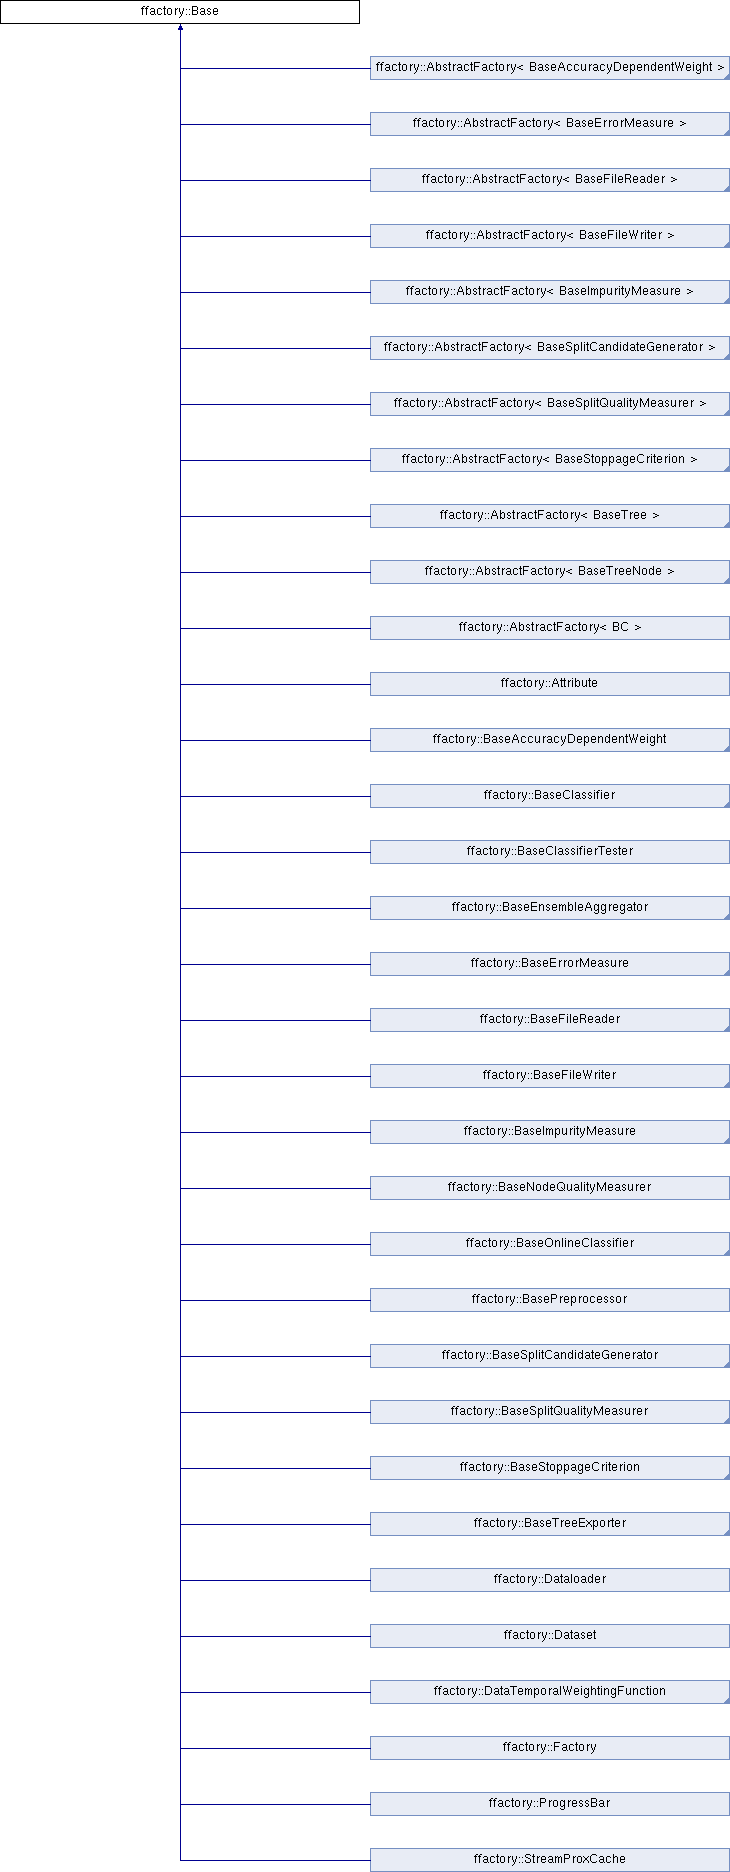 ffactory::Base
ffactory::AbstractFactory< BaseAccuracyDependentWeight >
ffactory::AbstractFactory< BaseErrorMeasure >
ffactory::AbstractFactory< BaseFileReader >
ffactory::AbstractFactory< BaseFileWriter >
ffactory::AbstractFactory< BaseImpurityMeasure >
ffactory::AbstractFactory< BaseSplitCandidateGenerator >
ffactory::AbstractFactory< BaseSplitQualityMeasurer >
ffactory::AbstractFactory< BaseStoppageCriterion >
ffactory::AbstractFactory< BaseTree >
ffactory::AbstractFactory< BaseTreeNode >
ffactory::AbstractFactory< BC >
ffactory::Attribute
ffactory::BaseAccuracyDependentWeight
ffactory::BaseClassifier
ffactory::BaseClassifierTester
ffactory::BaseEnsembleAggregator
ffactory::BaseErrorMeasure
ffactory::BaseFileReader
ffactory::BaseFileWriter
ffactory::BaseImpurityMeasure
ffactory::BaseNodeQualityMeasurer
ffactory::BaseOnlineClassifier
ffactory::BasePreprocessor
ffactory::BaseSplitCandidateGenerator
ffactory::BaseSplitQualityMeasurer
ffactory::BaseStoppageCriterion
ffactory::BaseTreeExporter
ffactory::Dataloader
ffactory::Dataset
ffactory::DataTemporalWeightingFunction
ffactory::Factory
ffactory::ProgressBar
ffactory::StreamProxCache